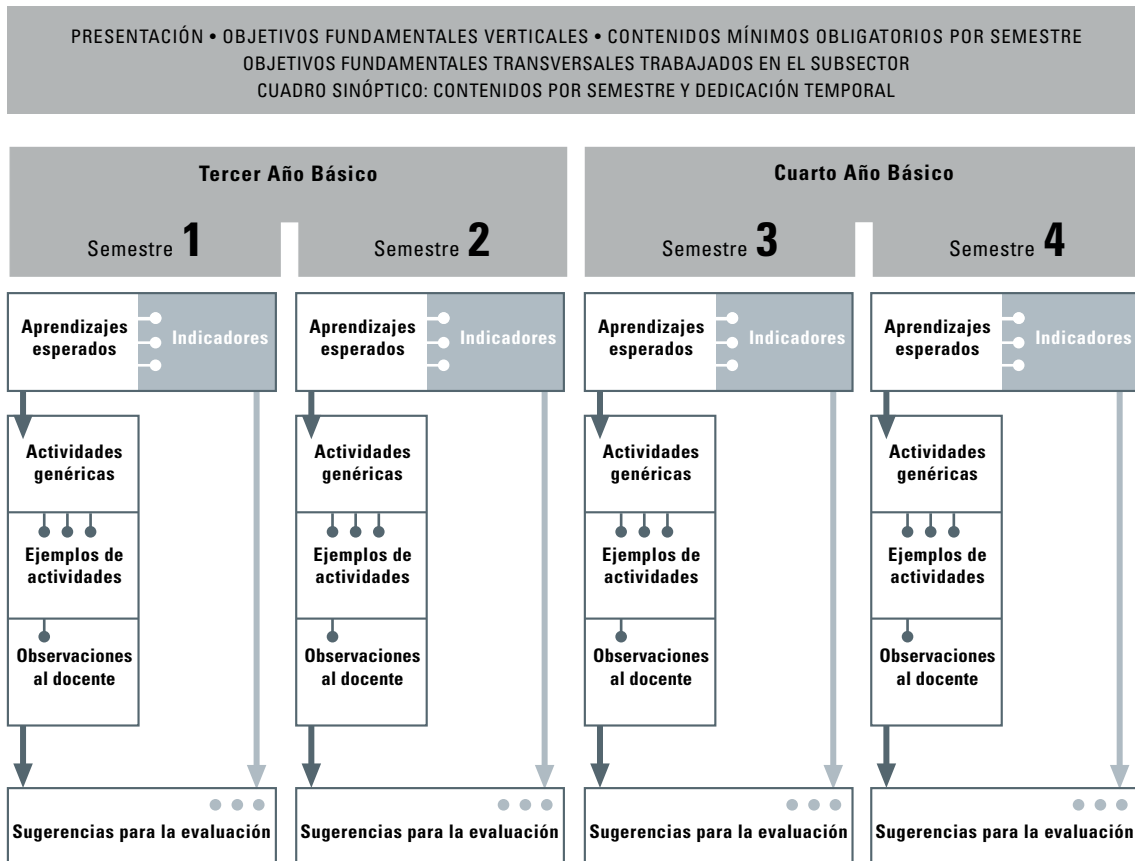 PRESENTACIÓN • OBJETIVOS FUNDAMENTALES VERTICALES • CONTENIDOS MÍNIMOS OBLIGATORIOS POR SEMESTRE
OBJETIVOS FUNDAMENTALES TRANSVERSALES TRABAJADOS EN EL SUBSECTOR
CUADRO SINÓPTICO: CONTENIDOS POR SEMESTRE Y DEDICACIÓN TEMPORAL
Tercer Año Básico
Semestre 1
Semestre 2
Cuarto Año Básico
Semestre 3
Semestre 4
Aprendizajes
esperados
Indicadores
Actividades
genéricas
Ejemplos de
actividades
Observaciones
al docente
Sugerencias para la evaluación
Aprendizajes
esperados
Indicadores
Actividades
genéricas
Ejemplos de
actividades
Observaciones
al docente
Sugerencias para la evaluación
Aprendizajes
esperados
Indicadores
Actividades
genéricas
Ejemplos de
actividades
Observaciones
al docente
Sugerencias para la evaluación
Aprendizajes
esperados
Indicadores
Actividades
genéricas
Ejemplos de
actividades
Observaciones
al docente
Sugerencias para la evaluación